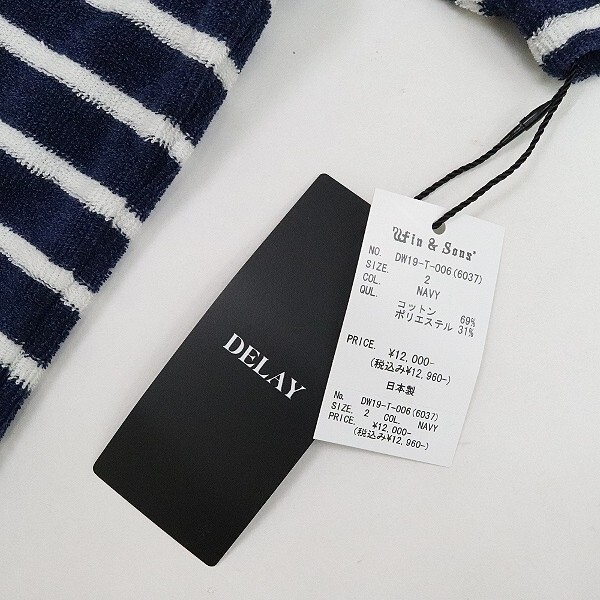 DELAY
Win & Sons®
NO. DW19-T-006(6037)
SIZE. 2
COL. NAVY
QUL. コットン 69%
ポリエステル 31%
PRICE. ¥12,000-
(税込み¥12,960-)
日本製
No. DW19-T-006(6037)
SIZE. 2 COL. NAVY
PRICE. ¥12,000-
(税込み¥12,960-)